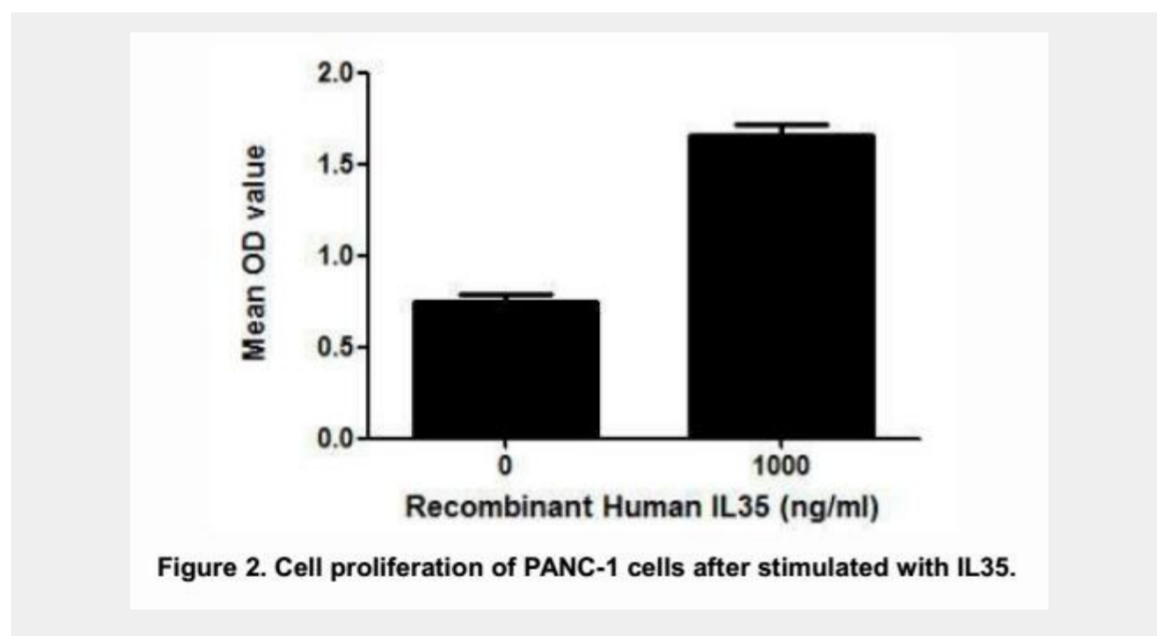 2.0
1.5
1.0
0.5
0.0
Mean OD value
0
1000
Recombinant Human IL35 (ng/ml)
Figure 2. Cell proliferation of PANC-1 cells after stimulated with IL35.